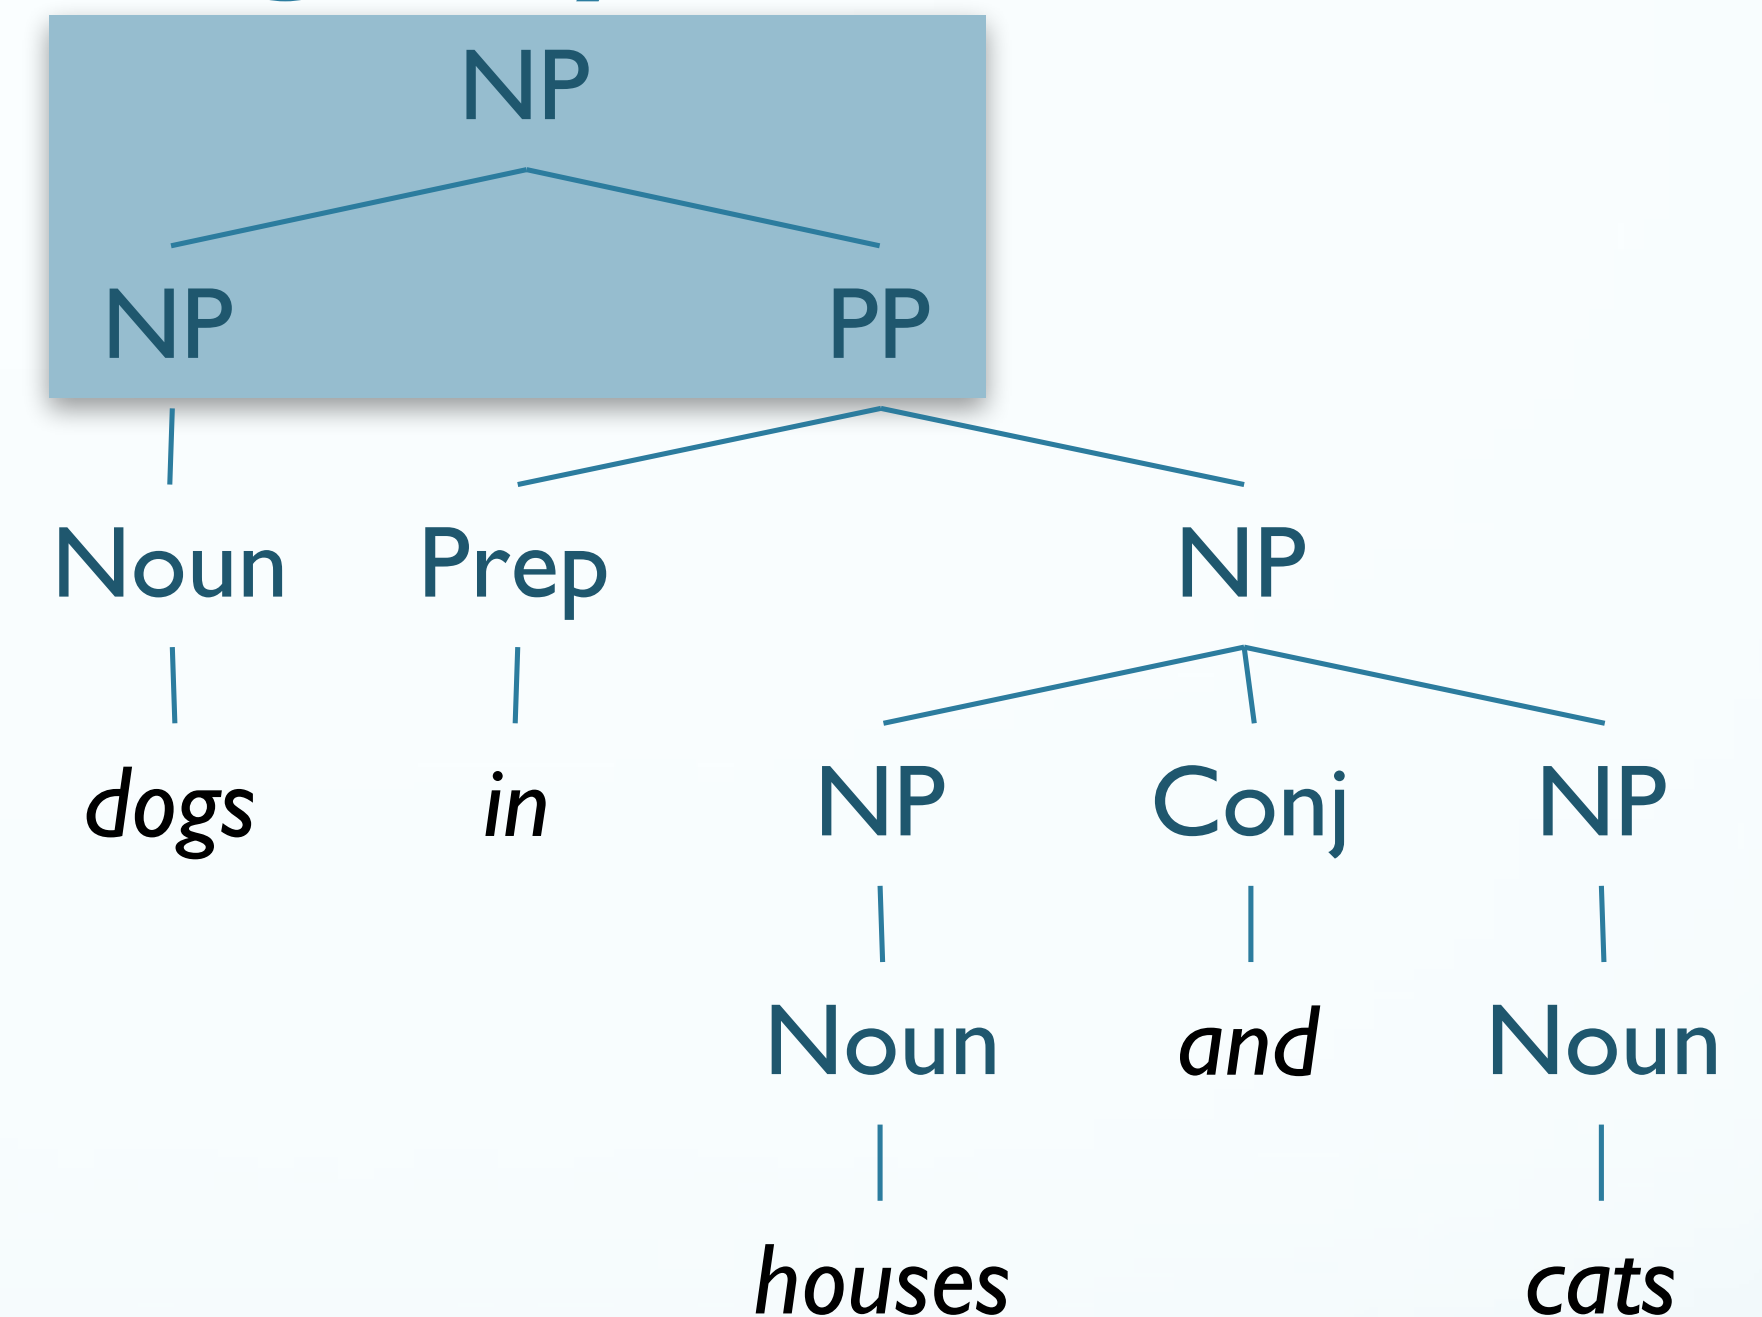 NP
NP PP
Noun Prep NP
dogs in NP Conj NP
Noun and Noun
houses cats